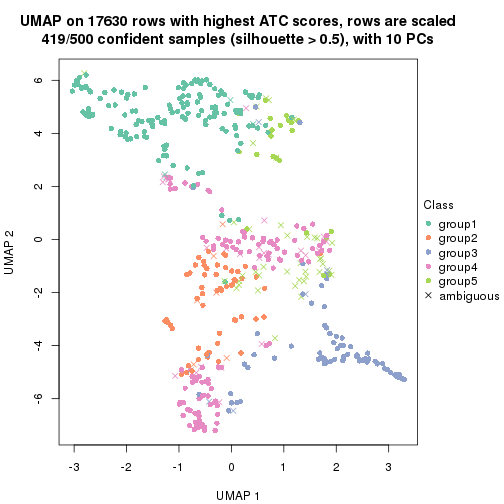 UMAP on 17630 rows with highest ATC scores, rows are scaled
419/500 confident samples (silhouette > 0.5), with 10 PCs
6
4
2
0
-2
-4
-6
UMAP 2
-3
-2
-1
0
1
2
3
UMAP 1
Class
group1
group2
group3
group4
group5
ambiguous